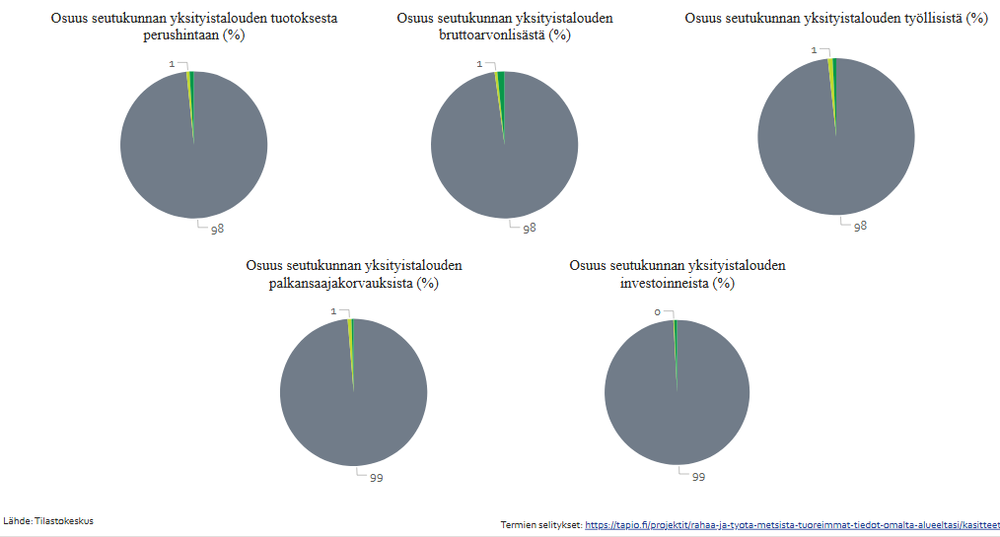 Osuus seutukunnan yksityistalouden tuotoksesta
perushintaan (%)
Osuus seutukunnan yksityistalouden
bruttoarvonlisästä (%)
Osuus seutukunnan yksityistalouden työllisistä (%)
1
98
1
98
1
98
Osuus seutukunnan yksityistalouden
palkansaajakorvauksista (%)
Osuus seutukunnan yksityistalouden
investoinneista (%)
1
99
0
99
Lähde: Tilastokeskus
Termien selitykset: https://tapio.fi/projektit/rahaa-ja-tyota-metsista-tuoreimmat-tiedot-omalta-alueeltasi/kasitteet